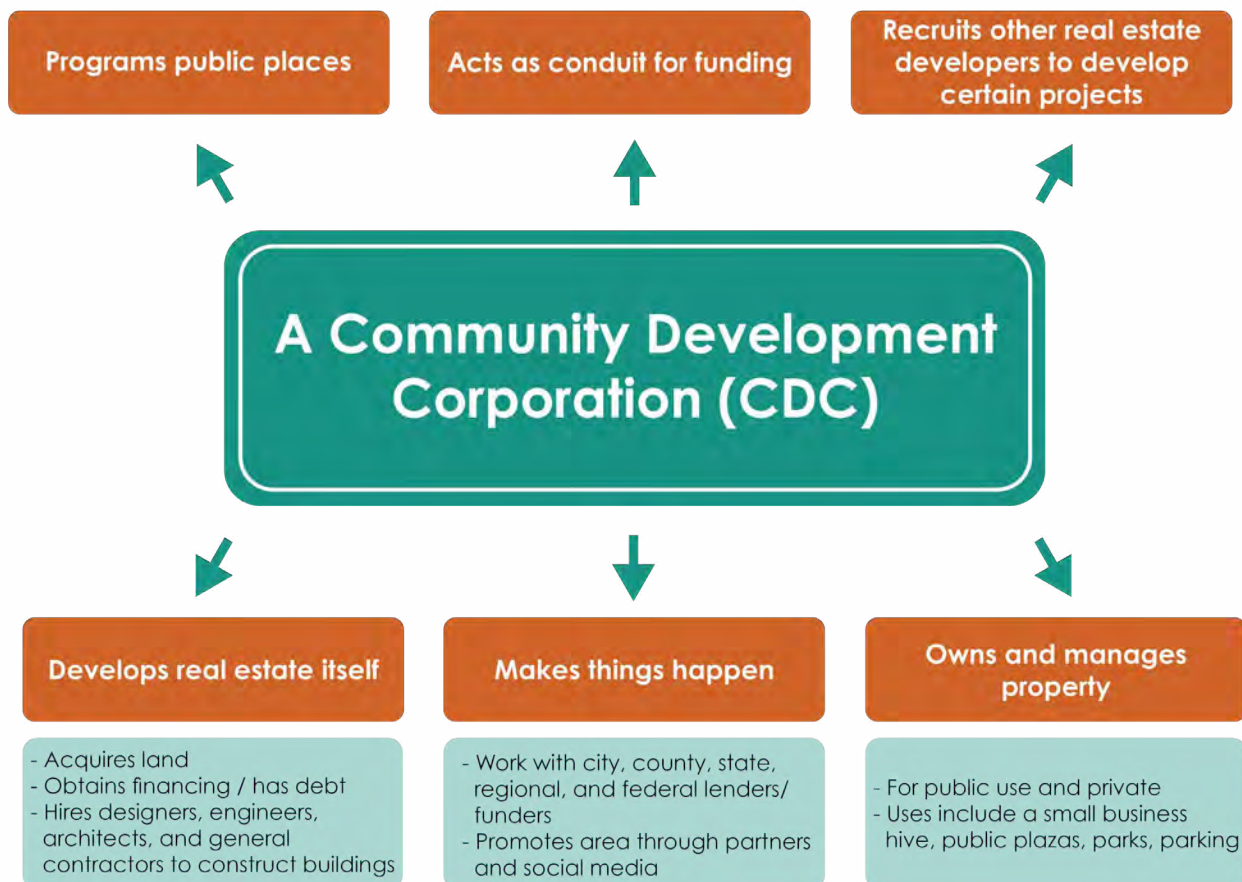 Programs public places
Acts as conduit for funding
Recruits other real estate
developers to develop
certain projects
A Community Development
Corporation (CDC)
Develops real estate itself
- Acquires land
- Obtains financing / has debt
- Hires designers, engineers,
architects, and general
contractors to construct buildings
Makes things happen
- Work with city, county, state,
regional, and federal lenders/
funders
- Promotes area through partners
and social media
Owns and manages
property
- For public use and private
- Uses include a small business
hive, public plazas, parks, parking